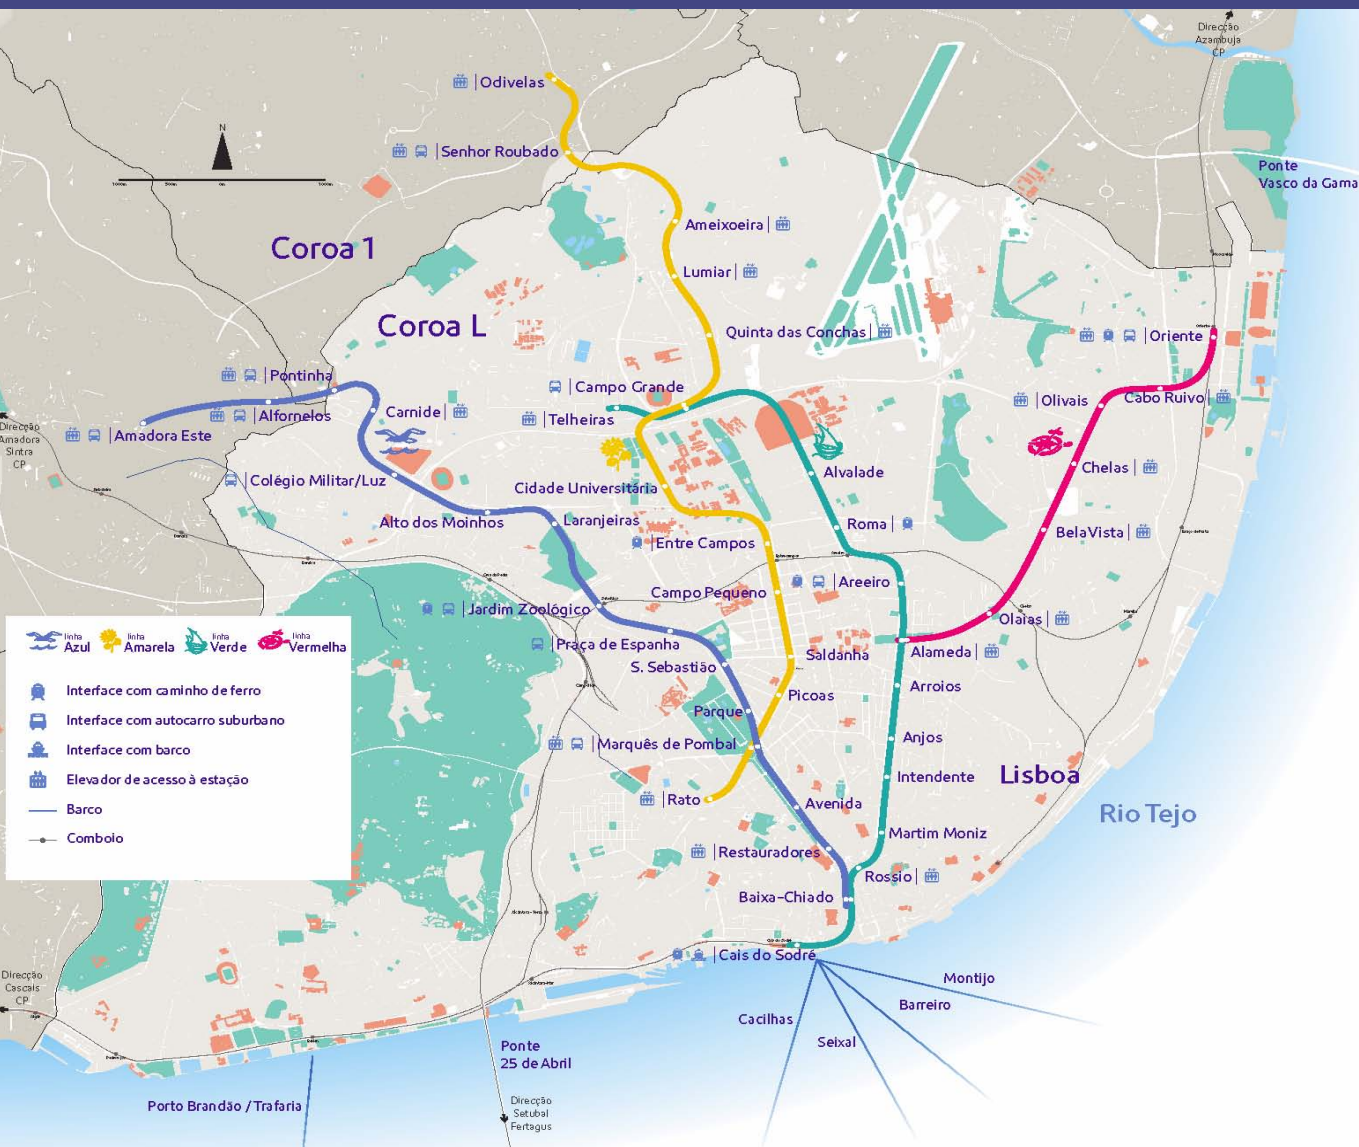 Direcção
Azambuja
CP
Odivelas
Senhor Roubado
N
1000m 500m 0m 1000m
Ponte
Vasco da Gama
Coroa 1
Ameixoeira
Lumiar
Coroa L
Quinta das Conchas
Oriente
Pontinha
Campo Grande
Alfornelos
Carnide
Telheiras
Olivais
Cabo Ruivo
Direcção
Amadora
Sintra
CP
Amadora Este
Colégio Militar/Luz
Alvalade
Chelas
Cidade Universitária
Alto dos Moinhos
Laranjeiras
Roma
BelaVista
Entre Campos
Areeiro
Campo Pequeno
Jardim Zoológico
Olaias
linha
Azul
linha
Amarela
linha
Verde
linha
Vermelha
Praça de Espanha
Saldanha
Alameda
S. Sebastião
Interface com caminho de ferro
Picoas
Arroios
Interface com autocarro suburbano
Parque
Interface com barco
Marquês de Pombal
Anjos
Elevador de acesso à estação
Intendente
Lisboa
Barco
Rato
Avenida
Rio Tejo
Comboio
Martim Moniz
Restauradores
Rossio
Baixa-Chiado
Cais do Sodré
Direcção
Cascais
CP
Montijo
Barreiro
Cacilhas
Seixal
Ponte
25 de Abril
Porto Brandão / Trafaria
Direcção
Setubal
Fertagus